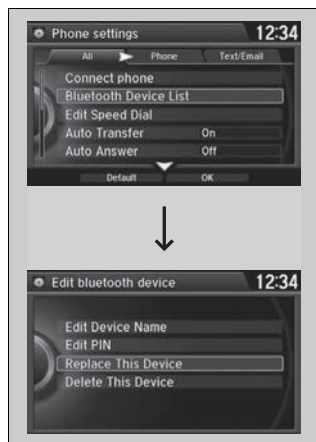 Phone settings 12:34
All Phone Text/Email
Connect phone
Bluetooth Device List
Edit Speed Dial
Auto Transfer On
Auto Answer Off
Default OK
Edit bluetooth device 12:34
Edit Device Name
Edit PIN
Replace This Device
Delete This Device